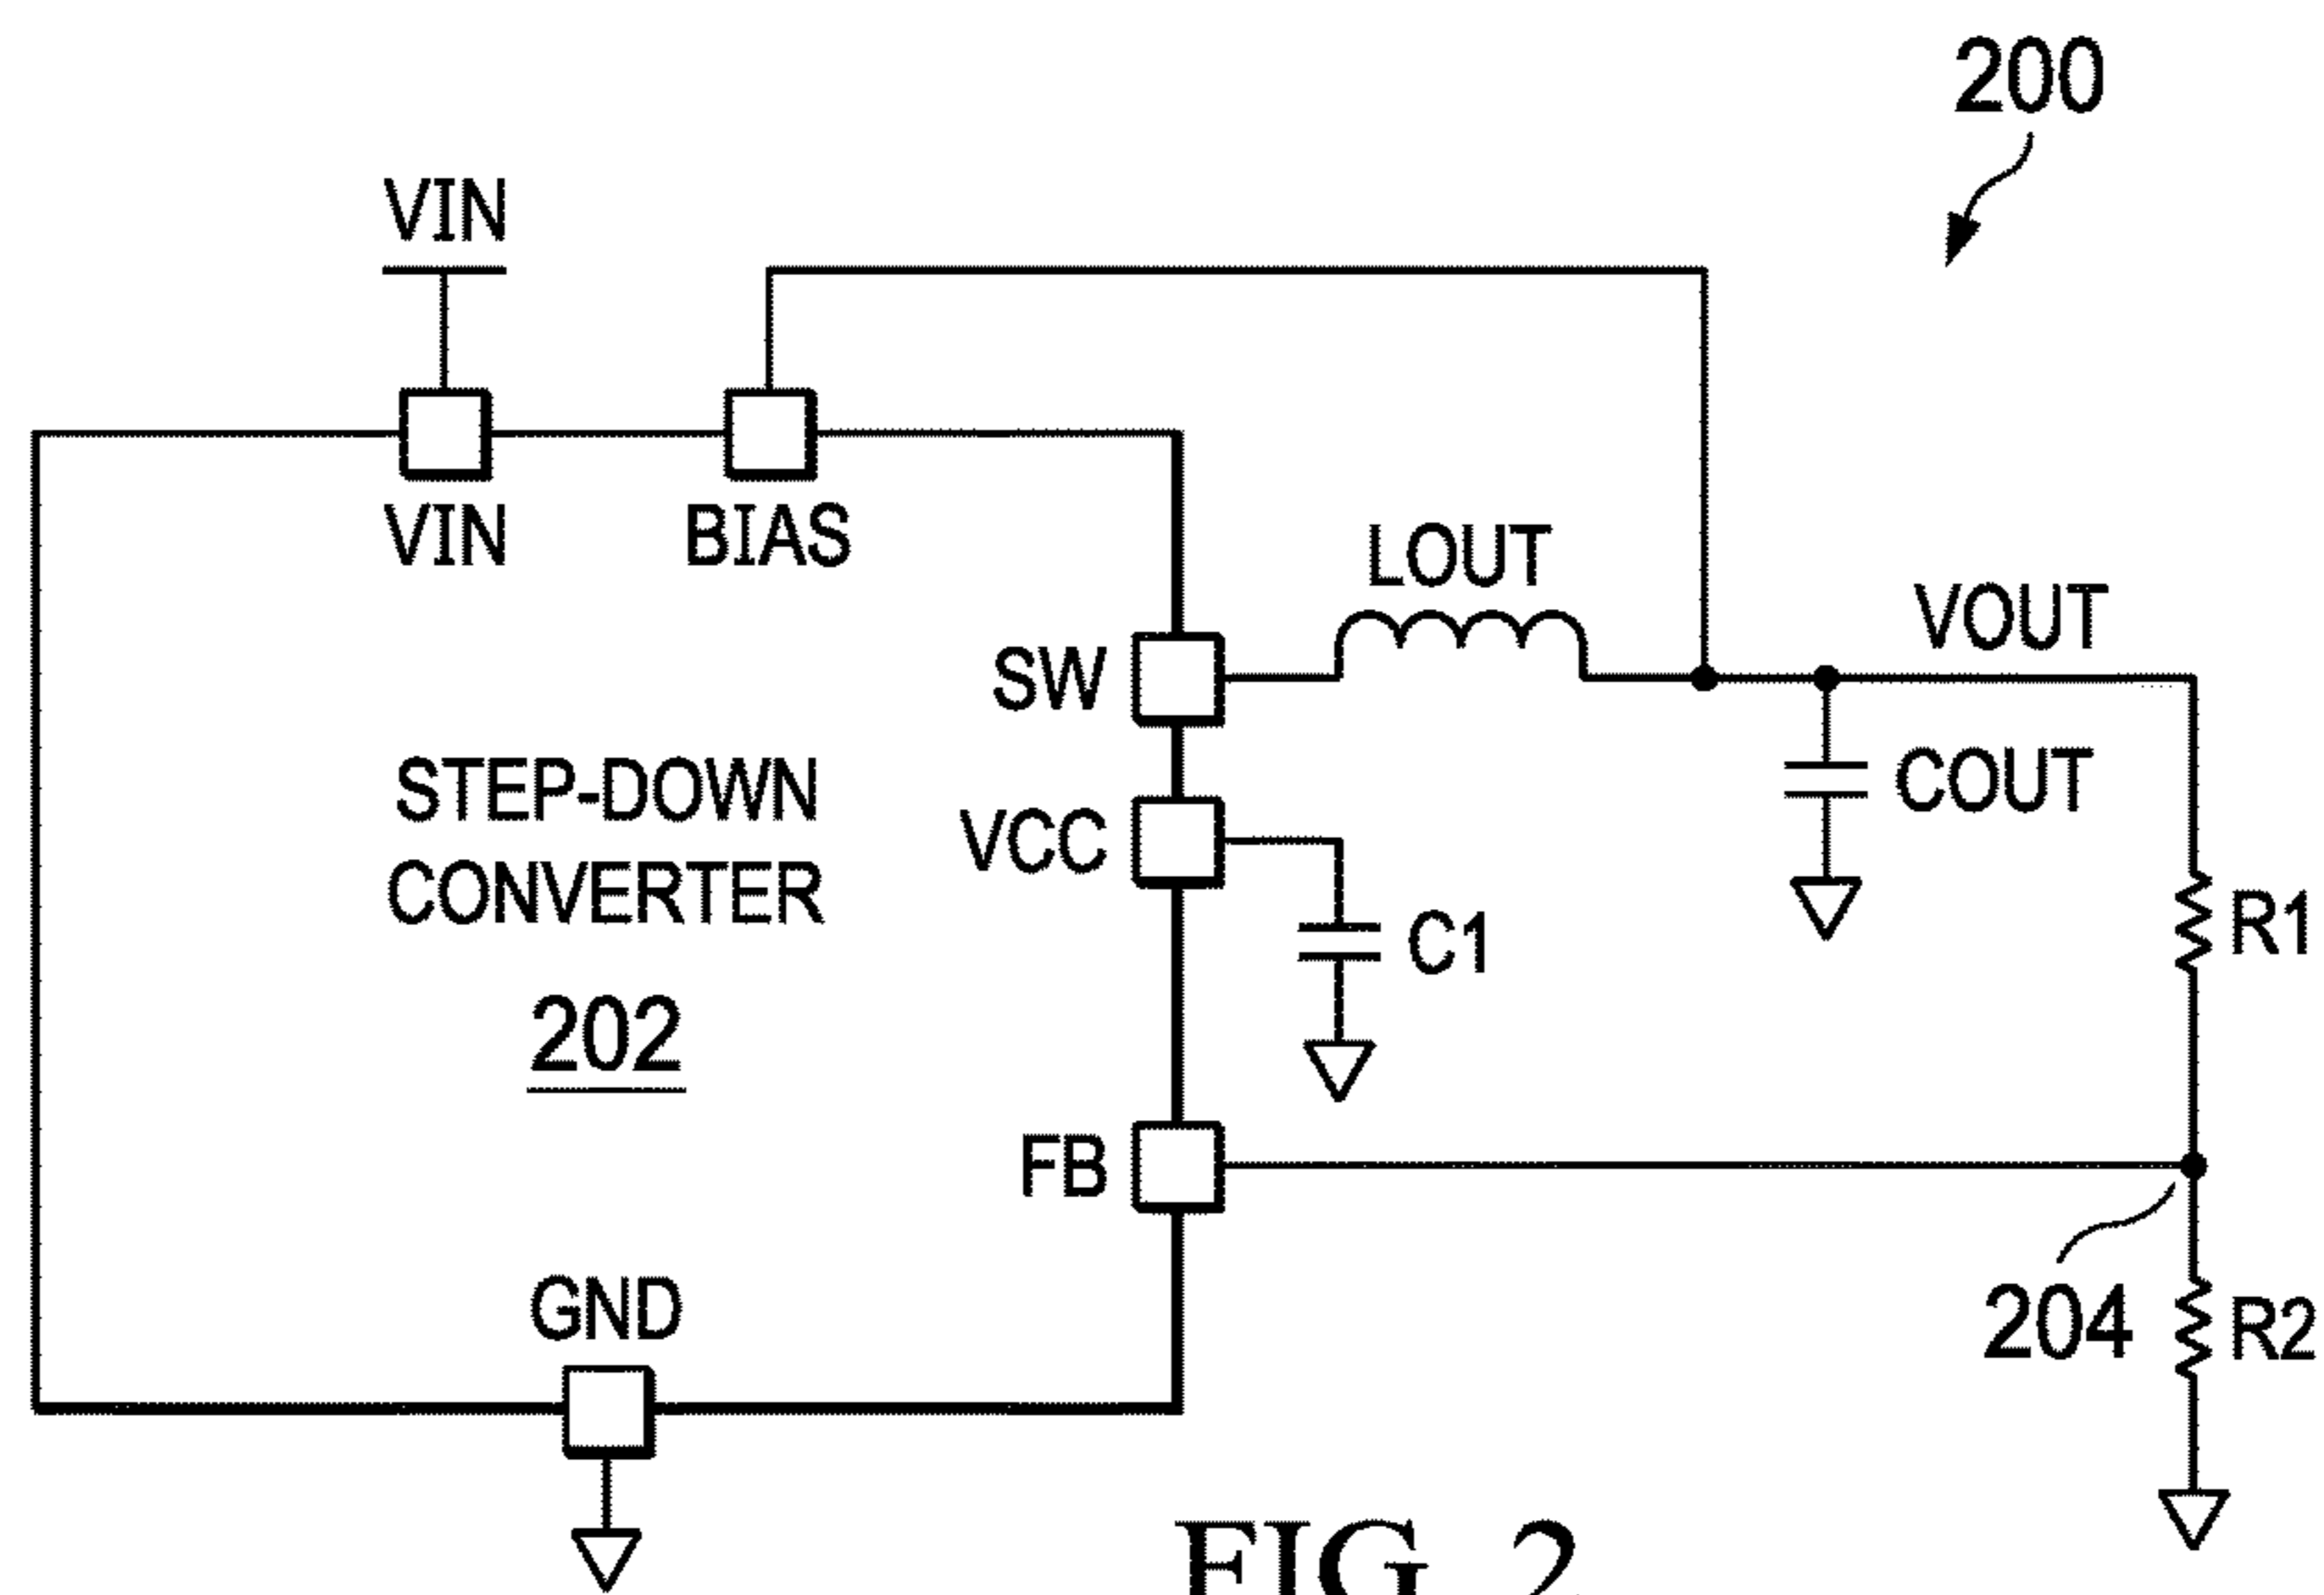 200
VIN
VIN
BIAS
LOUT
VOUT
SW
STEP-DOWN
CONVERTER
202
VCC
COUT
C1
R1
FB
204
R2
GND
FIG. 2